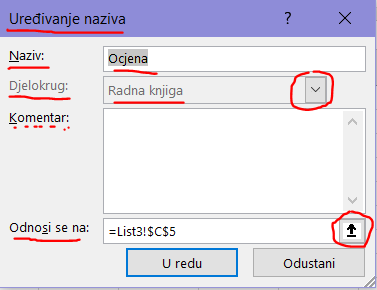 Uređivanje naziva ? ×
Naziv: Ocjena
Djelokrug: Radna knjiga
Komentar:
Odnosi se na: =List3!$C$5
U redu Odustani